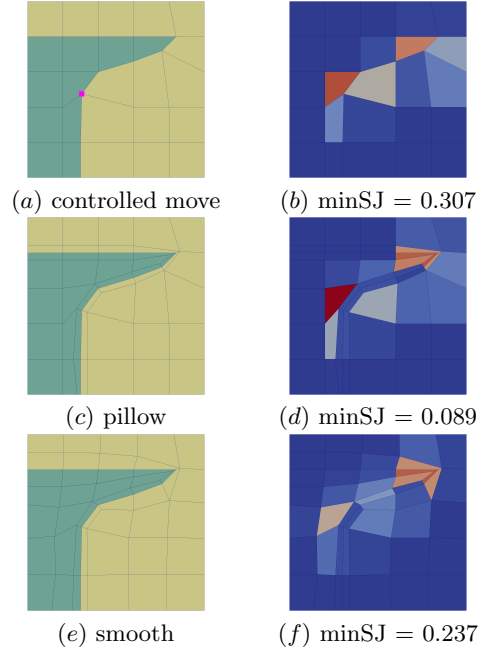 (a) controlled move
(b) minSJ = 0.307
(c) pillow
(d) minSJ = 0.089
(e) smooth
(f) minSJ = 0.237